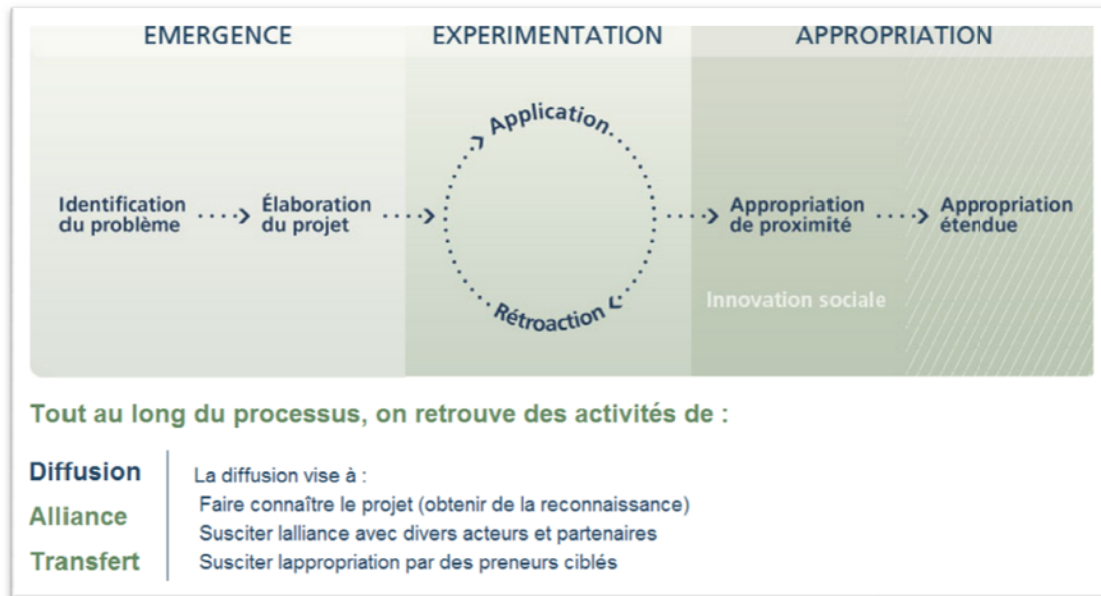 EMERGENCE
EXPERIMENTATION
APPROPRIATION
Identification
du problème
Élaboration
du projet
Application
Rétroaction
Appropriation
de proximité
Appropriation
étendue
Innovation sociale
Tout au long du processus, on retrouve des activités de :
Diffusion
Alliance
Transfert
La diffusion vise à :
Faire connaître le projet (obtenir de la reconnaissance)
Susciter lalliance avec divers acteurs et partenaires
Susciter lappropriation par des preneurs ciblés